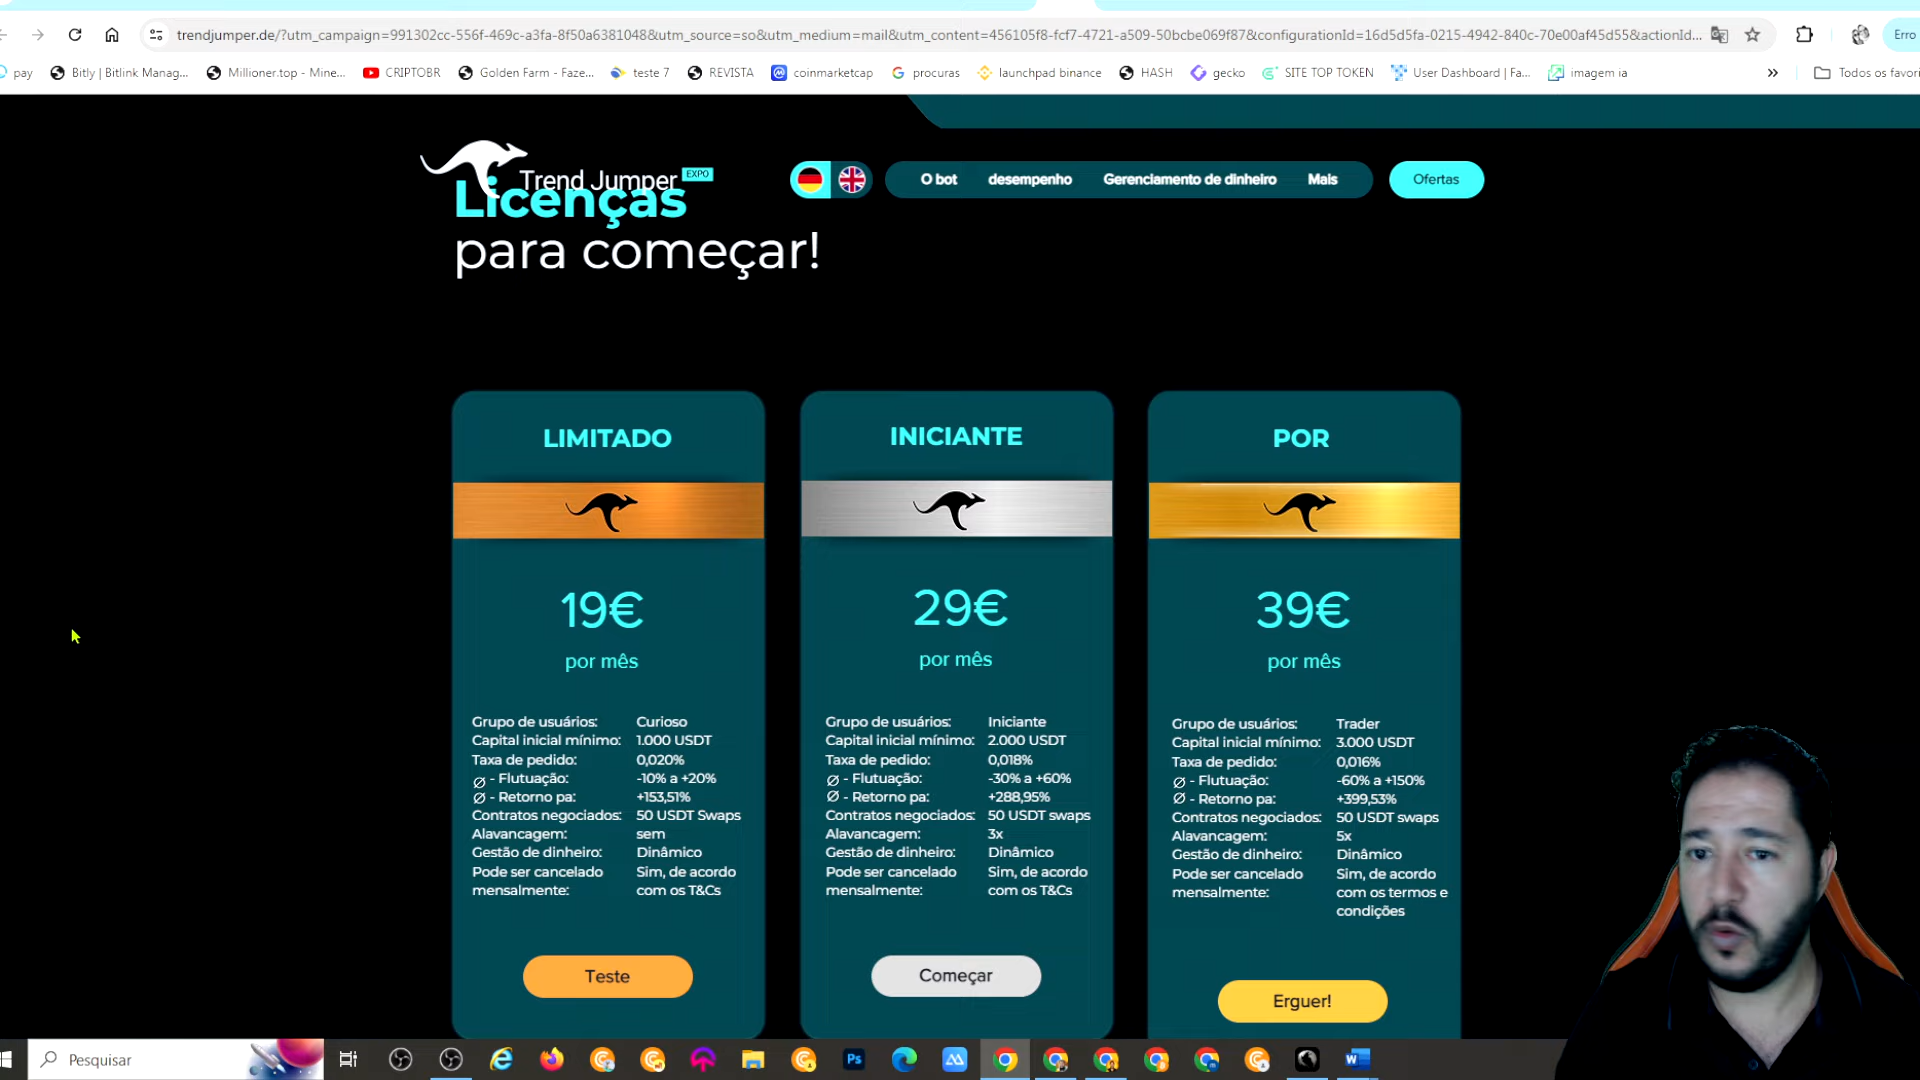 trendjumper.de/?utm_campaign=991302cc-556f-469c-a3fa-8f50a6381048&utm_source=so&utm_medium=mail&utm_content=456105f8-fcf7-4721-a509-50bcbe069f87&configurationId=16d5d5fa-0215-4942-840c-70e00af45d55&actionId...
Erro
pay
Bitly | Bitlink Manag...
Millioner.top - Mine...
CRIPTOBR
Golden Farm - Faze...
teste 7
REVISTA
coinmarketcap
procuras
launchpad binance
HASH
gecko
SITE TOP TOKEN
User Dashboard | Fa...
imagem ia
Todos os favori
Trend Jumper EXPO
O bot
desempenho
Gerenciamento de dinheiro
Mais
Ofertas
Licenças
para começar!
LIMITADO
19€
por mês
Grupo de usuários: Curioso
Capital inicial mínimo: 1.000 USDT
Taxa de pedido: 0,020%
Ø - Flutuação: -10% a +20%
Ø - Retorno pa: +153,51%
Contratos negociados: 50 USDT Swaps
Alavancagem: sem
Gestão de dinheiro: Dinâmico
Pode ser cancelado Sim, de acordo
mensalmente: com os T&Cs
Teste
INICIANTE
29€
por mês
Grupo de usuários: Iniciante
Capital inicial mínimo: 2.000 USDT
Taxa de pedido: 0,018%
Ø - Flutuação: -30% a +60%
Ø - Retorno pa: +288,95%
Contratos negociados: 50 USDT swaps
Alavancagem: 3x
Gestão de dinheiro: Dinâmico
Pode ser cancelado Sim, de acordo
mensalmente: com os T&Cs
Começar
POR
39€
por mês
Grupo de usuários: Trader
Capital inicial mínimo: 3.000 USDT
Taxa de pedido: 0,016%
Ø - Flutuação: -60% a +150%
Ø - Retorno pa: +399,53%
Contratos negociados: 50 USDT swaps
Alavancagem: 5x
Gestão de dinheiro: Dinâmico
Pode ser cancelado Sim, de acordo
mensalmente: com os termos e
condições
Erguer!
Pesquisar
Ps